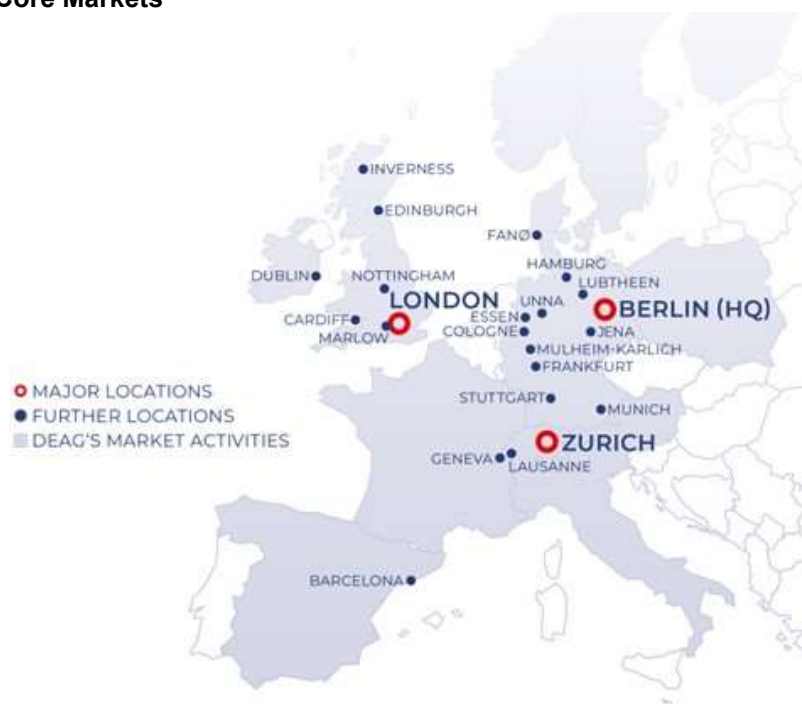 Core Markets
INVERNESS
EDINBURGH
FANØ
HAMBURG
DUBLIN
NOTTINGHAM
LUBTHEEN
LONDON
UNNA
BERLIN (HQ)
ESSEN
CARDIFF
COLOGNE
JENA
MARLOW
MULHEIM-KARLICH
FRANKFURT
MAJOR LOCATIONS
STUTTGART
MUNICH
FURTHER LOCATIONS
DEAG'S MARKET ACTIVITIES
ZURICH
GENEVA
LAUSANNE
BARCELONA